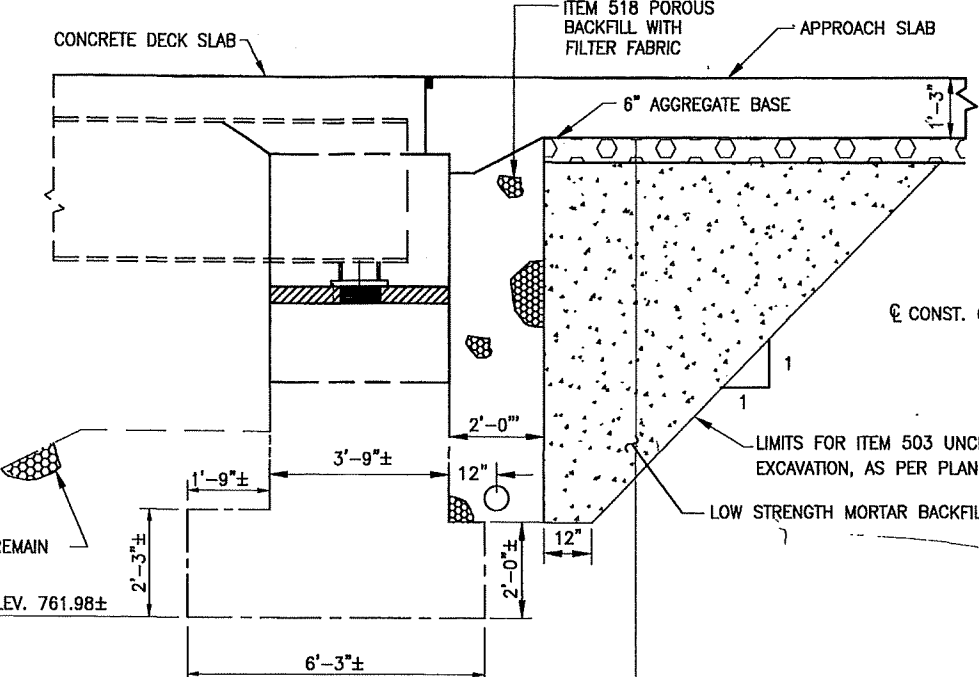 ITEM 518 POROUS
BACKFILL WITH
FILTER FABRIC
CONCRETE DECK SLAB
APPROACH SLAB
6" AGGREGATE BASE
1'-3"
℄ CONST.
1
1
2'-0"'
3'-9"±
12"
1'-9"±
LIMITS FOR ITEM 503 UNC
EXCAVATION, AS PER PLAN
LOW STRENGTH MORTAR BACKFIL
REMAIN
2'-3"±
2'-0"±
12"
LEV. 761.98±
6'-3"±